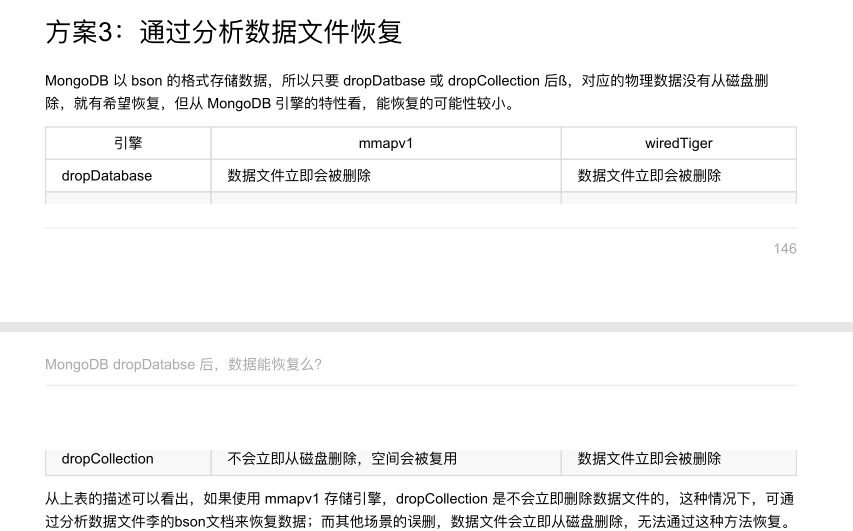 方案3：通过分析数据文件恢复
MongoDB 以 bson 的格式存储数据，所以只要 dropDatbase 或 dropCollection 后ß，对应的物理数据没有从磁盘删
除，就有希望恢复，但从 MongoDB 引擎的特性看，能恢复的可能性较小。
引擎 mmapv1 wiredTiger
dropDatabase 数据文件立即会被删除 数据文件立即会被删除
146
MongoDB dropDatabse 后，数据能恢复么？
dropCollection 不会立即从磁盘删除，空间会被复用 数据文件立即会被删除
从上表的描述可以看出，如果使用 mmapv1 存储引擎，dropCollection 是不会立即删除数据文件的，这种情况下，可通
过分析数据文件李的bson文档来恢复数据；而其他场景的误删，数据文件会立即从磁盘删除，无法通过这种方法恢复。